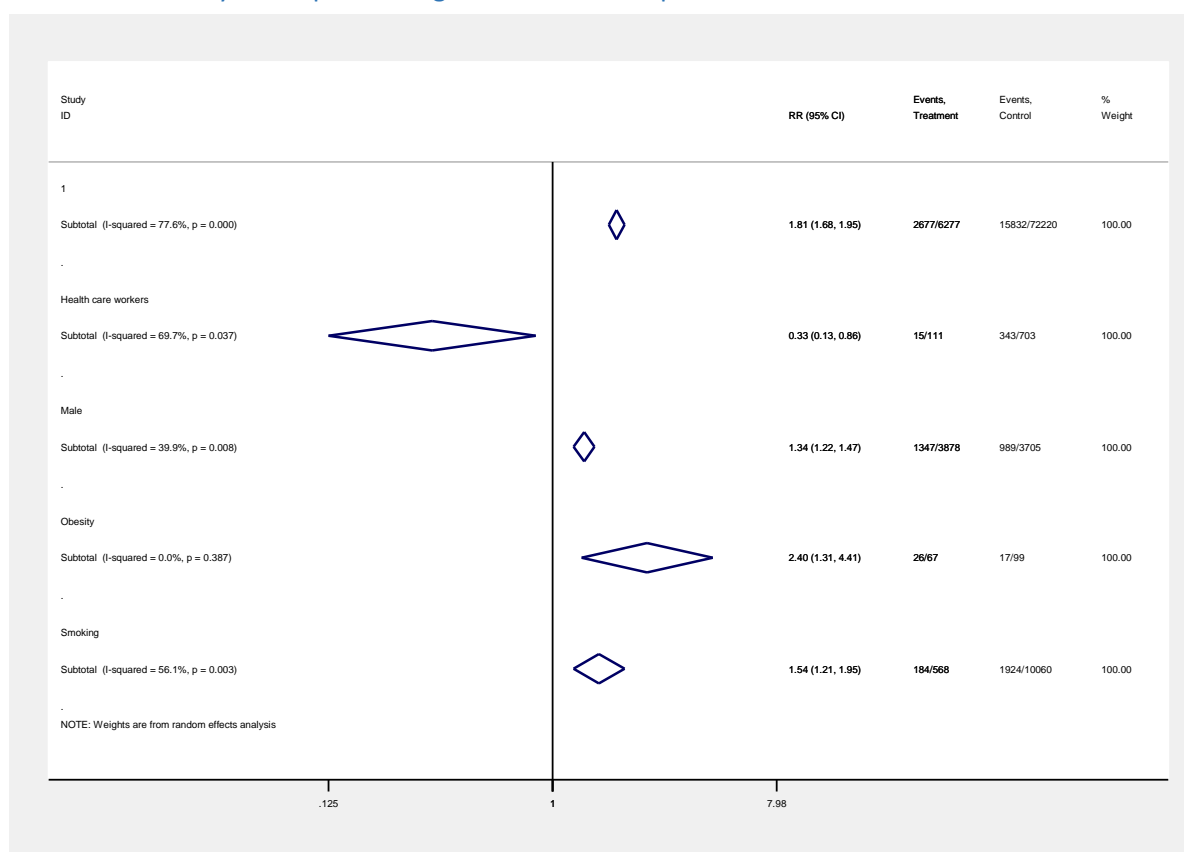 Study ID RR (95% CI) Events, Treatment Events, Control % Weight
1
Subtotal (I-squared = 77.6%, p = 0.000) 1.81 (1.68, 1.95) 2677/6277 15832/72220 100.00
.
Health care workers
Subtotal (I-squared = 69.7%, p = 0.037) 0.33 (0.13, 0.86) 15/111 343/703 100.00
.
Male
Subtotal (I-squared = 39.9%, p = 0.008) 1.34 (1.22, 1.47) 1347/3878 989/3705 100.00
.
Obesity
Subtotal (I-squared = 0.0%, p = 0.387) 2.40 (1.31, 4.41) 26/67 17/99 100.00
.
Smoking
Subtotal (I-squared = 56.1%, p = 0.003) 1.54 (1.21, 1.95) 184/568 1924/10060 100.00
.
NOTE: Weights are from random effects analysis
.125 1 7.98